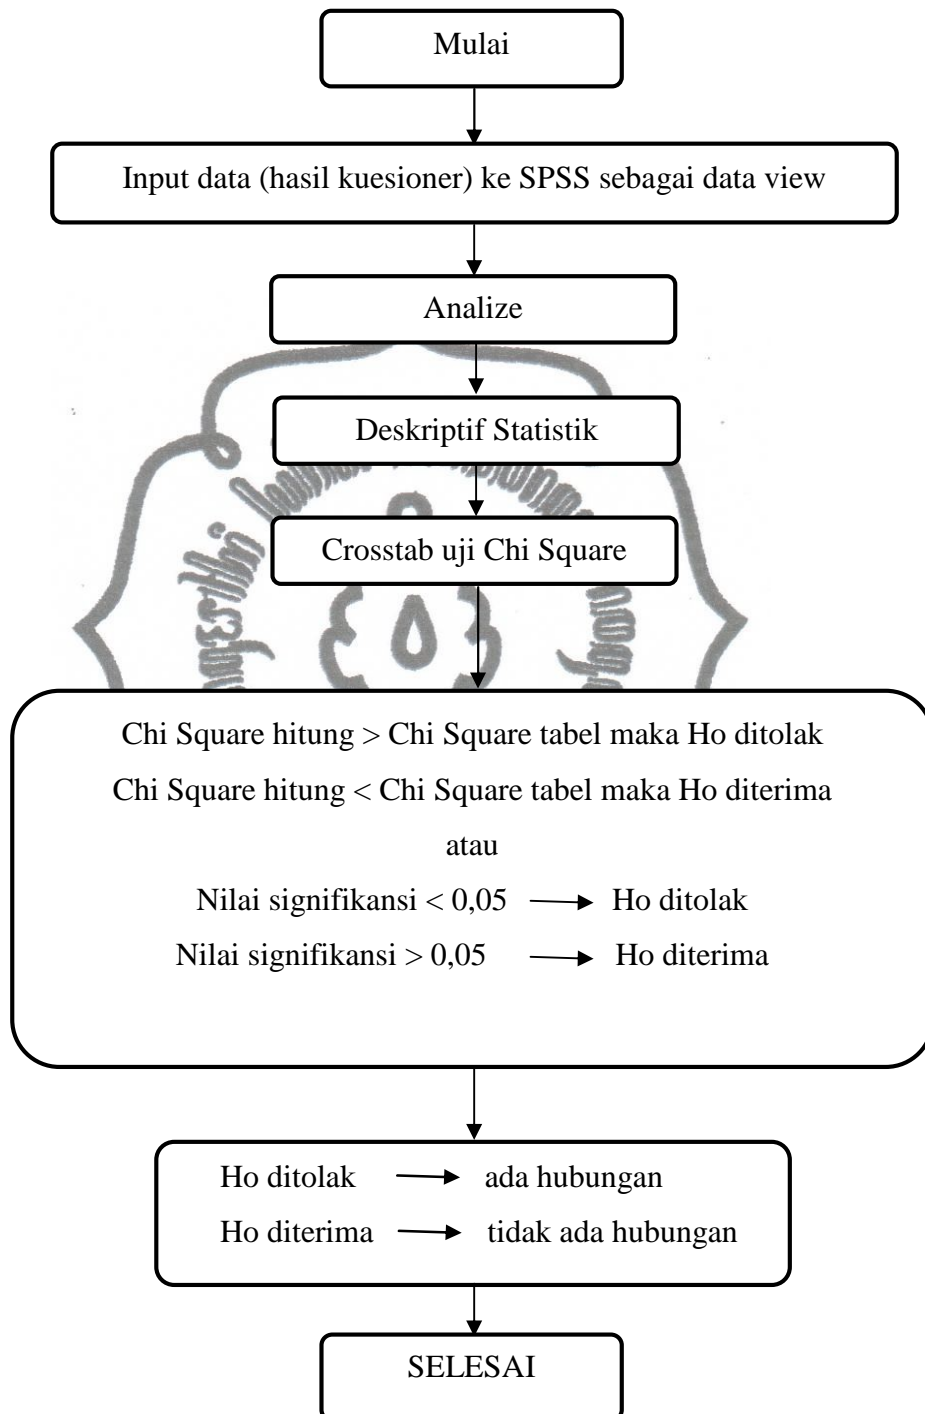 Mulai
Input data (hasil kuesioner) ke SPSS sebagai data view
Analize
Deskriptif Statistik
Crosstab uji Chi Square
Chi Square hitung > Chi Square tabel maka Ho ditolak
Chi Square hitung < Chi Square tabel maka Ho diterima
atau
Nilai signifikansi < 0,05 → Ho ditolak
Nilai signifikansi > 0,05 → Ho diterima
Ho ditolak → ada hubungan
Ho diterima → tidak ada hubungan
SELESAI